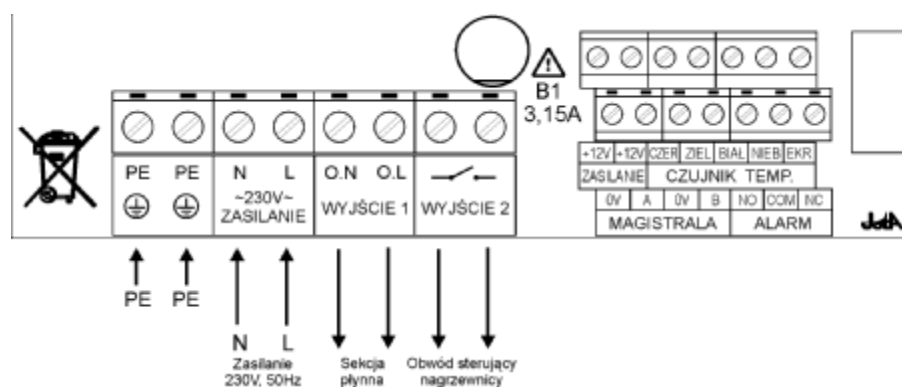 B1
3,15A
+12V +12V CZER ZIEL BIAŁ NIEB EKR
ZASILANIE CZUJNIK TEMP.
0V A 0V B NO COM NC
MAGISTRALA ALARM
JotA
PE PE N L O.N O.L
~230V~
ZASILANIE WYJŚCIE 1 WYJŚCIE 2
PE PE
N L
Zasilanie Sekcja Obwód sterujący
230V, 50Hz płynna nagrzewnicy